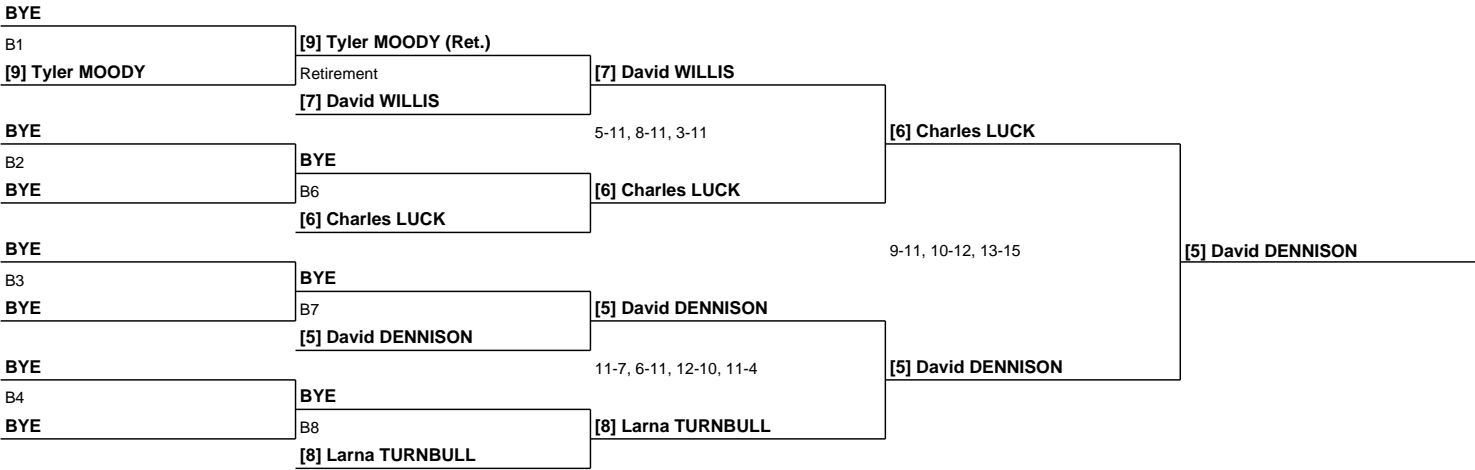 BYE
B1
[9] Tyler MOODY
BYE
B2
BYE
BYE
B3
BYE
BYE
B4
BYE
[9] Tyler MOODY (Ret.)
Retirement
[7] David WILLIS
BYE
B6
[6] Charles LUCK
BYE
B7
[5] David DENNISON
BYE
B8
[8] Larna TURNBULL
[7] David WILLIS
5-11, 8-11, 3-11
[6] Charles LUCK
[5] David DENNISON
11-7, 6-11, 12-10, 11-4
[8] Larna TURNBULL
[6] Charles LUCK
9-11, 10-12, 13-15
[5] David DENNISON
[5] David DENNISON